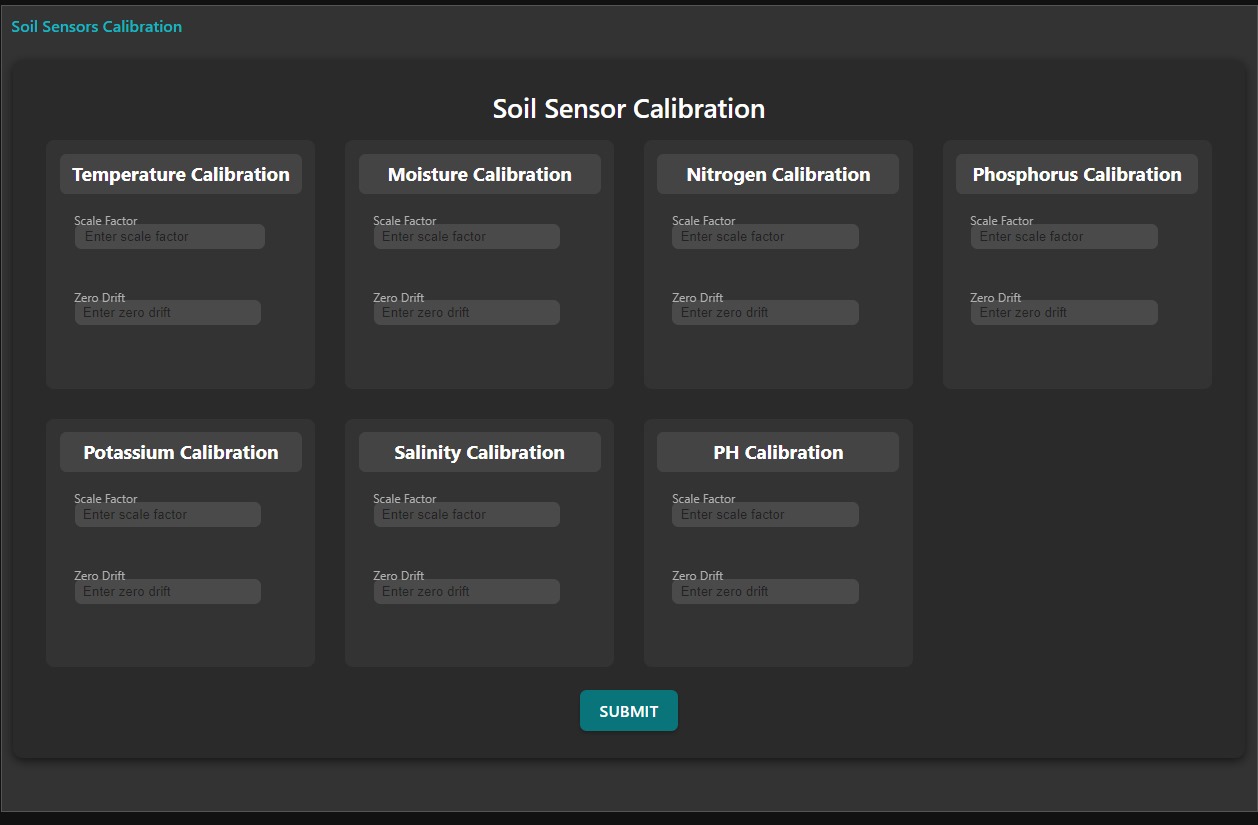 Soil Sensors Calibration
Soil Sensor Calibration
Temperature Calibration
Scale Factor
Enter scale factor
Zero Drift
Enter zero drift
Moisture Calibration
Scale Factor
Enter scale factor
Zero Drift
Enter zero drift
Nitrogen Calibration
Scale Factor
Enter scale factor
Zero Drift
Enter zero drift
Phosphorus Calibration
Scale Factor
Enter scale factor
Zero Drift
Enter zero drift
Potassium Calibration
Scale Factor
Enter scale factor
Zero Drift
Enter zero drift
Salinity Calibration
Scale Factor
Enter scale factor
Zero Drift
Enter zero drift
PH Calibration
Scale Factor
Enter scale factor
Zero Drift
Enter zero drift
SUBMIT